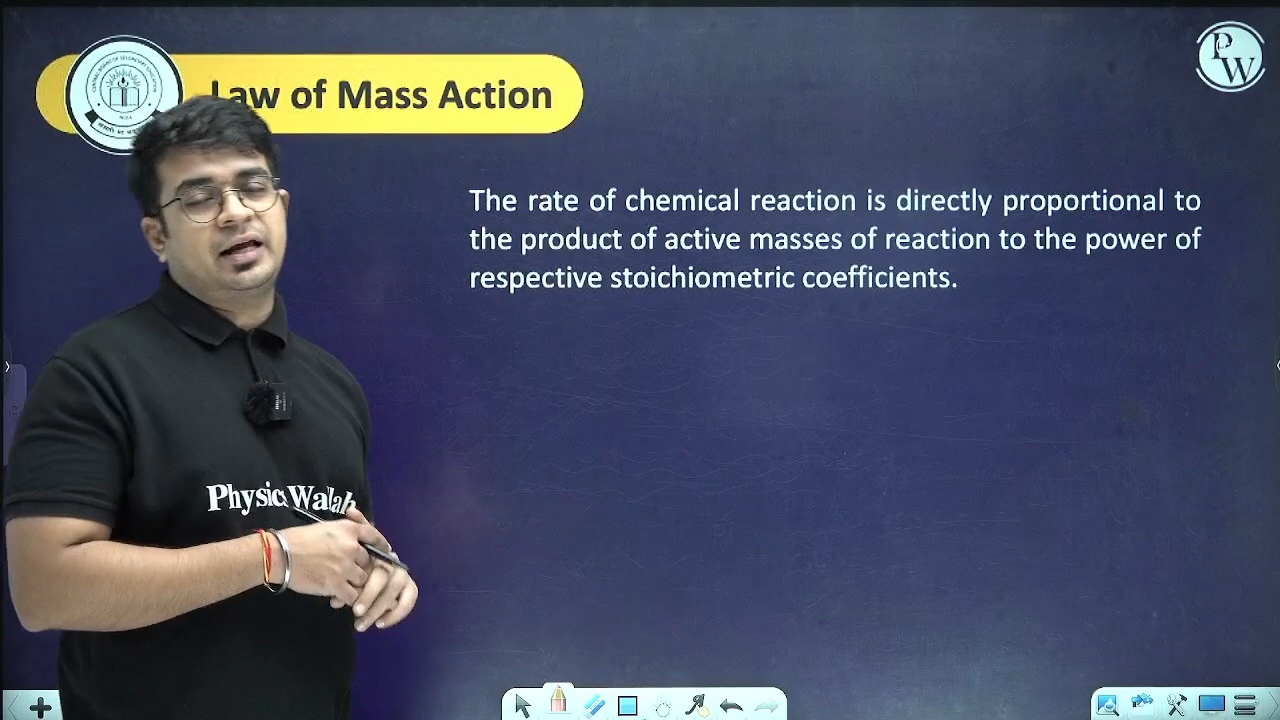 Law of Mass Action
PW
The rate of chemical reaction is directly proportional to
the product of active masses of reaction to the power of
respective stoichiometric coefficients.
Physics Wallah